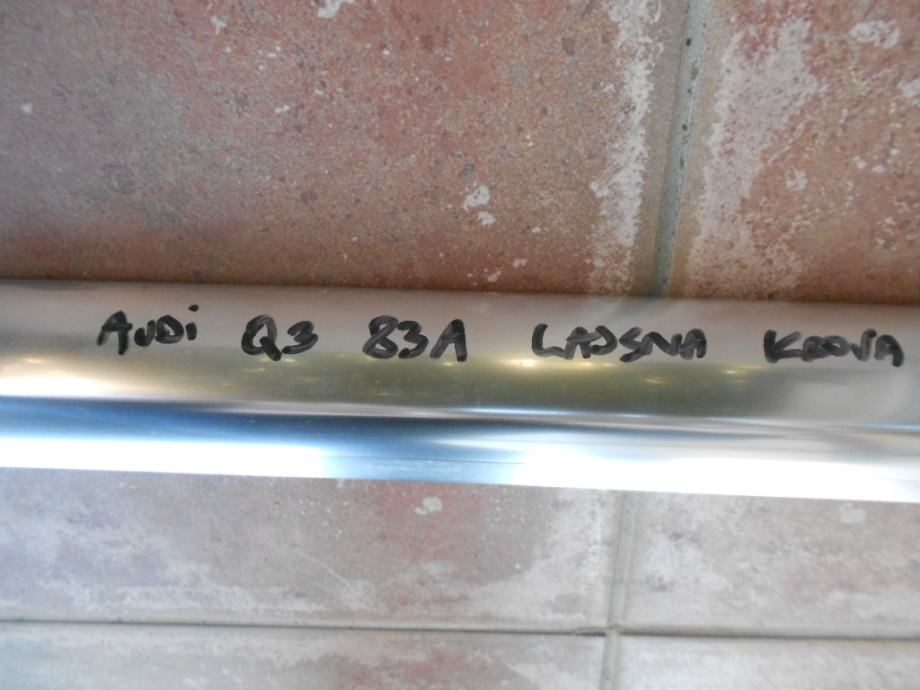 AUDi Q3 83A LAJSNA KROVA